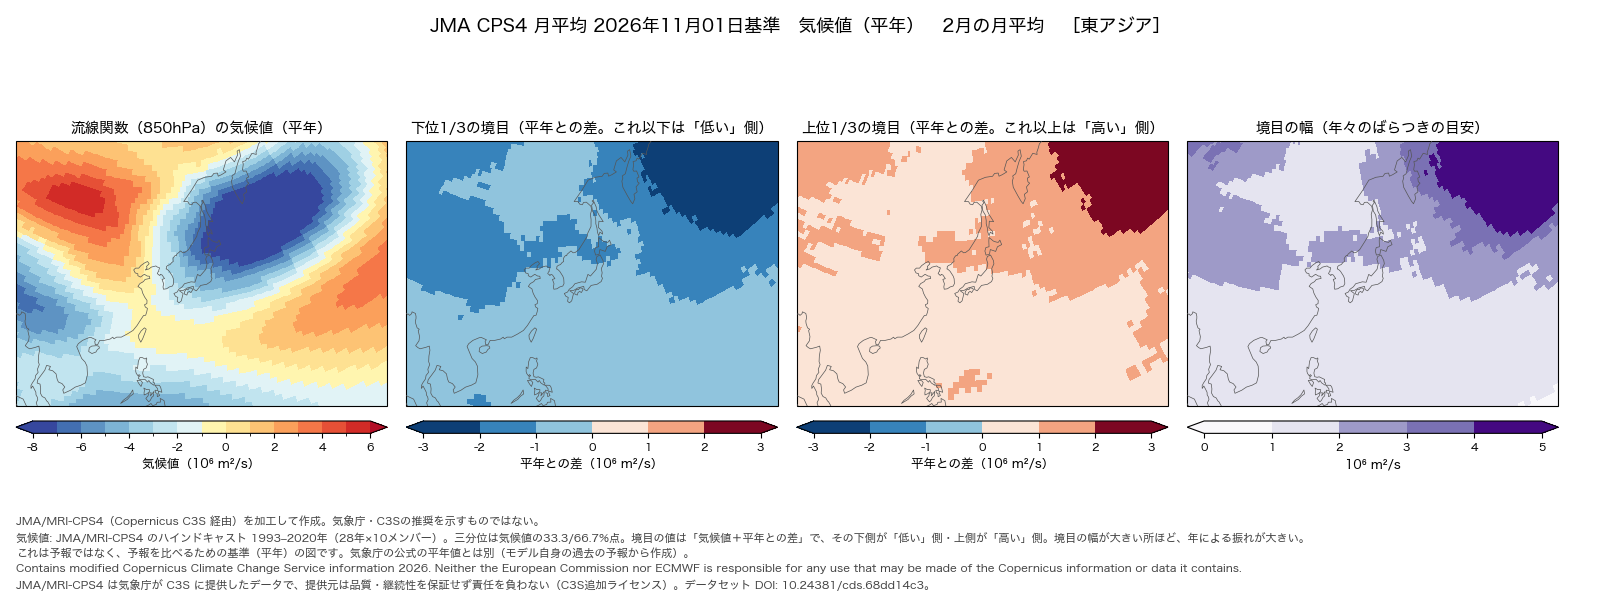 JMA CPS4 月平均 2026年11月01日基準　気候値（平年）　2月の月平均　［東アジア］
流線関数（850hPa）の気候値（平年）
下位1/3の境目（平年との差。これ以下は「低い」側）
上位1/3の境目（平年との差。これ以上は「高い」側）
境目の幅（年々のばらつきの目安）
-8 -6 -4 -2 0 2 4 6
-3 -2 -1 0 1 2 3
-3 -2 -1 0 1 2 3
0 1 2 3 4 5
気候値（10⁶ m²/s）
平年との差（10⁶ m²/s）
平年との差（10⁶ m²/s）
10⁶ m²/s
JMA/MRI-CPS4（Copernicus C3S 経由）を加工して作成。気象庁・C3Sの推奨を示すものではない。
気候値: JMA/MRI-CPS4 のハインドキャスト 1993–2020年（28年×10メンバー）。三分位は気候値の33.3/66.7%点。境目の値は「気候値＋平年との差」で、その下側が「低い」側・上側が「高い」側。境目の幅が大きい所ほど、年による振れが大きい。
これは予報ではなく、予報を比べるための基準（平年）の図です。気象庁の公式の平年値とは別（モデル自身の過去の予報から作成）。
Contains modified Copernicus Climate Change Service information 2026. Neither the European Commission nor ECMWF is responsible for any use that may be made of the Copernicus information or data it contains.
JMA/MRI-CPS4 は気象庁が C3S に提供したデータで、提供元は品質・継続性を保証せず責任を負わない（C3S追加ライセンス）。データセット DOI: 10.24381/cds.68dd14c3。